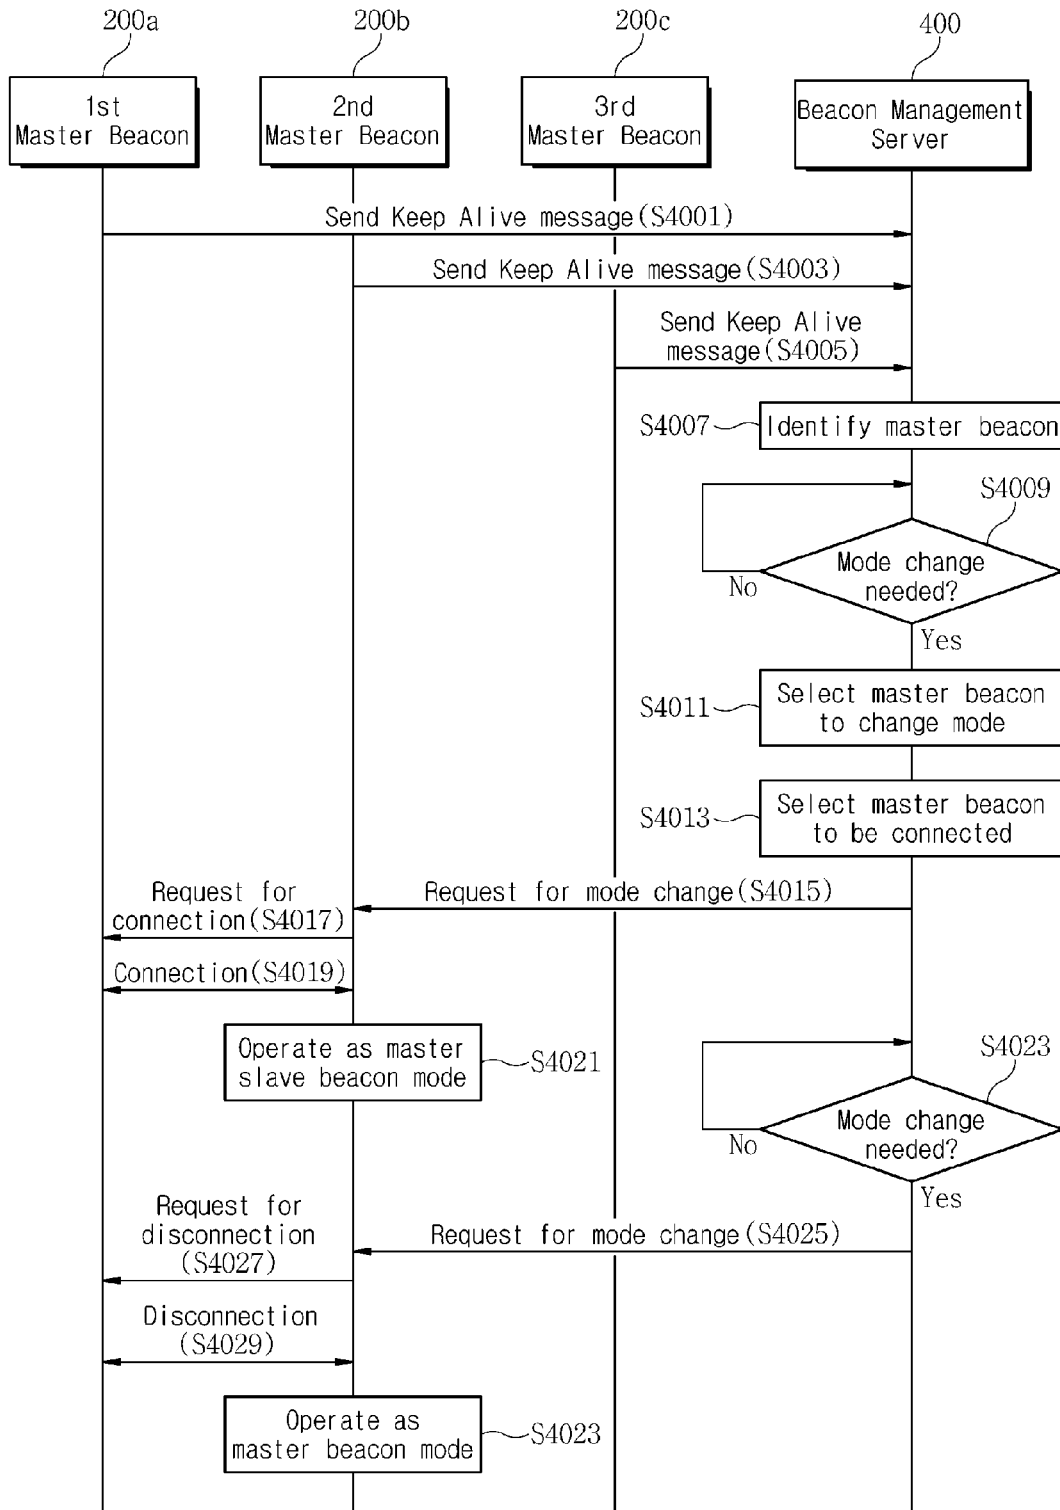 200a
200b
200c
400
1st
Master Beacon
2nd
Master Beacon
3rd
Master Beacon
Beacon Management
Server
Send Keep Alive message(S4001)
Send Keep Alive message(S4003)
Send Keep Alive
message(S4005)
S4007
Identify master beacon
S4009
Mode change
needed?
No
Yes
S4011
Select master beacon
to change mode
S4013
Select master beacon
to be connected
Request for mode change(S4015)
Request for
connection(S4017)
Connection(S4019)
Operate as master
slave beacon mode
S4021
S4023
Mode change
needed?
No
Yes
Request for mode change(S4025)
Request for
disconnection
(S4027)
Disconnection
(S4029)
Operate as
master beacon mode
S4023